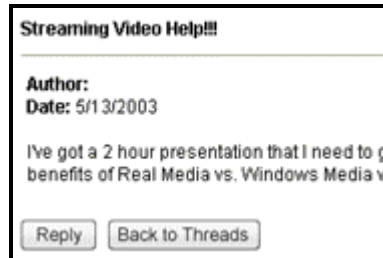 Streaming Video Help!!!
Author:
Date: 5/13/2003
I've got a 2 hour presentation that I need to
benefits of Real Media vs. Windows Media
Reply Back to Threads